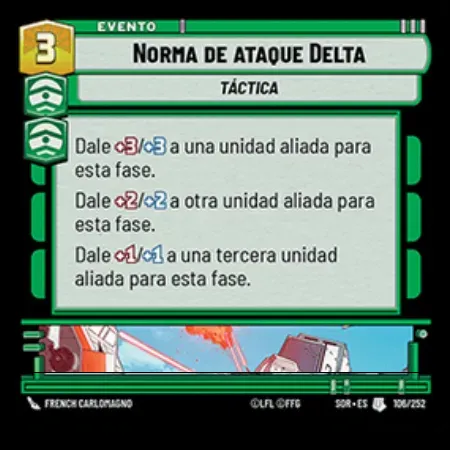 EVENTO
3
NORMA DE ATAQUE DELTA
TÁCTICA
Dale +3/+3 a una unidad aliada para
esta fase.
Dale +2/+2 a otra unidad aliada para
esta fase.
Dale +1/+1 a una tercera unidad
aliada para esta fase.
FRENCH CARLOMAGNO
©LFL ©FFG
SOR • ES
106/252